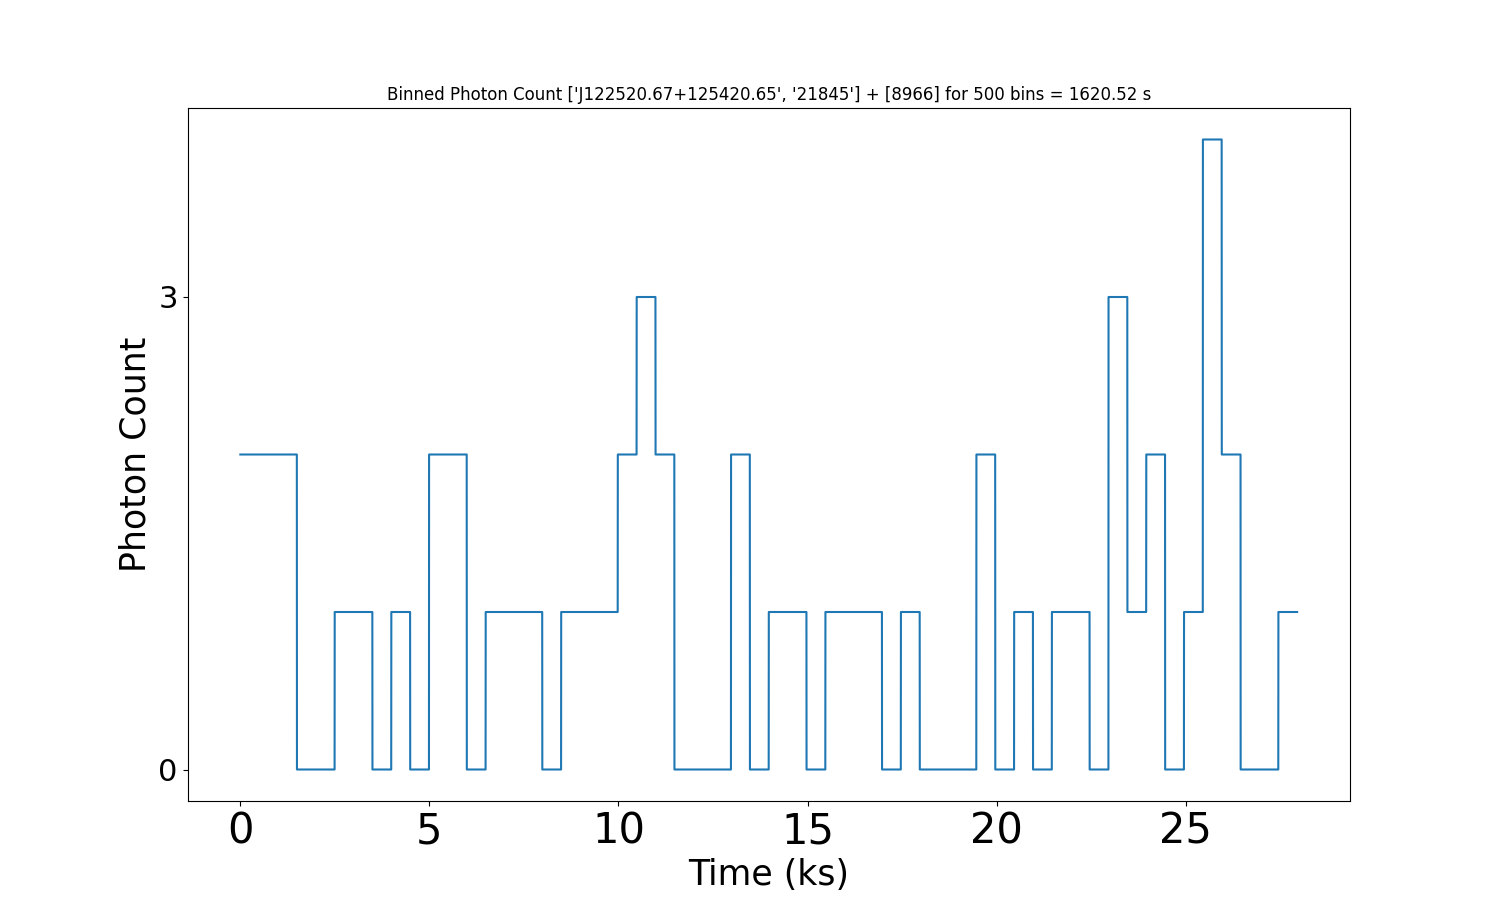 Binned Photon Count ['J122520.67+125420.65', '21845'] + [8966] for 500 bins = 1620.52 s
Photon Count
3
0
0 5 10 15 20 25
Time (ks)